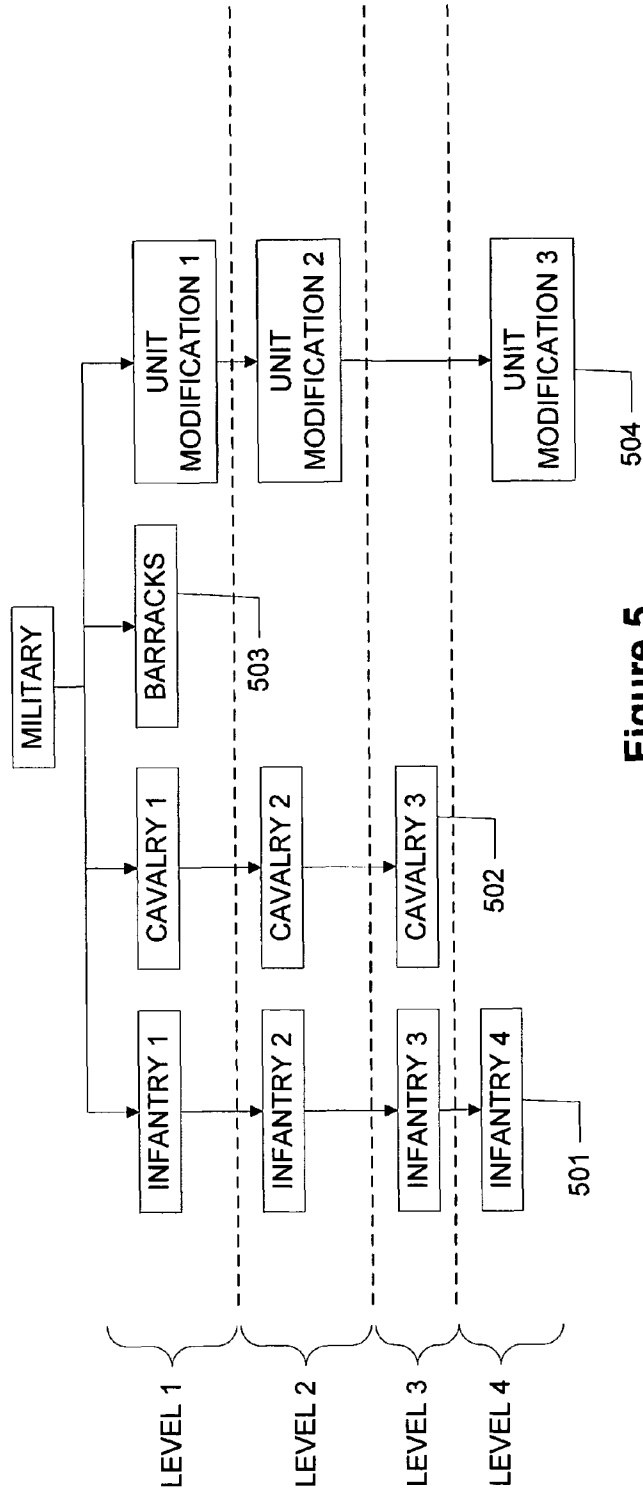 MILITARY
LEVEL 1
INFANTRY 1
CAVALRY 1
BARRACKS
UNIT
MODIFICATION 1
503
LEVEL 2
INFANTRY 2
CAVALRY 2
UNIT
MODIFICATION 2
LEVEL 3
INFANTRY 3
CAVALRY 3
502
LEVEL 4
INFANTRY 4
UNIT
MODIFICATION 3
501
504
Figure 5